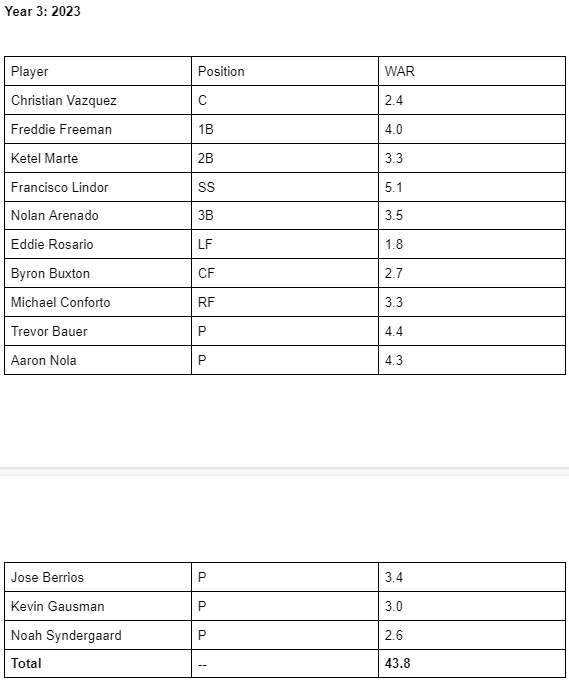 Year 3: 2023
Player Position WAR
Christian Vazquez C 2.4
Freddie Freeman 1B 4.0
Ketel Marte 2B 3.3
Francisco Lindor SS 5.1
Nolan Arenado 3B 3.5
Eddie Rosario LF 1.8
Byron Buxton CF 2.7
Michael Conforto RF 3.3
Trevor Bauer P 4.4
Aaron Nola P 4.3
Jose Berrios P 3.4
Kevin Gausman P 3.0
Noah Syndergaard P 2.6
Total -- 43.8